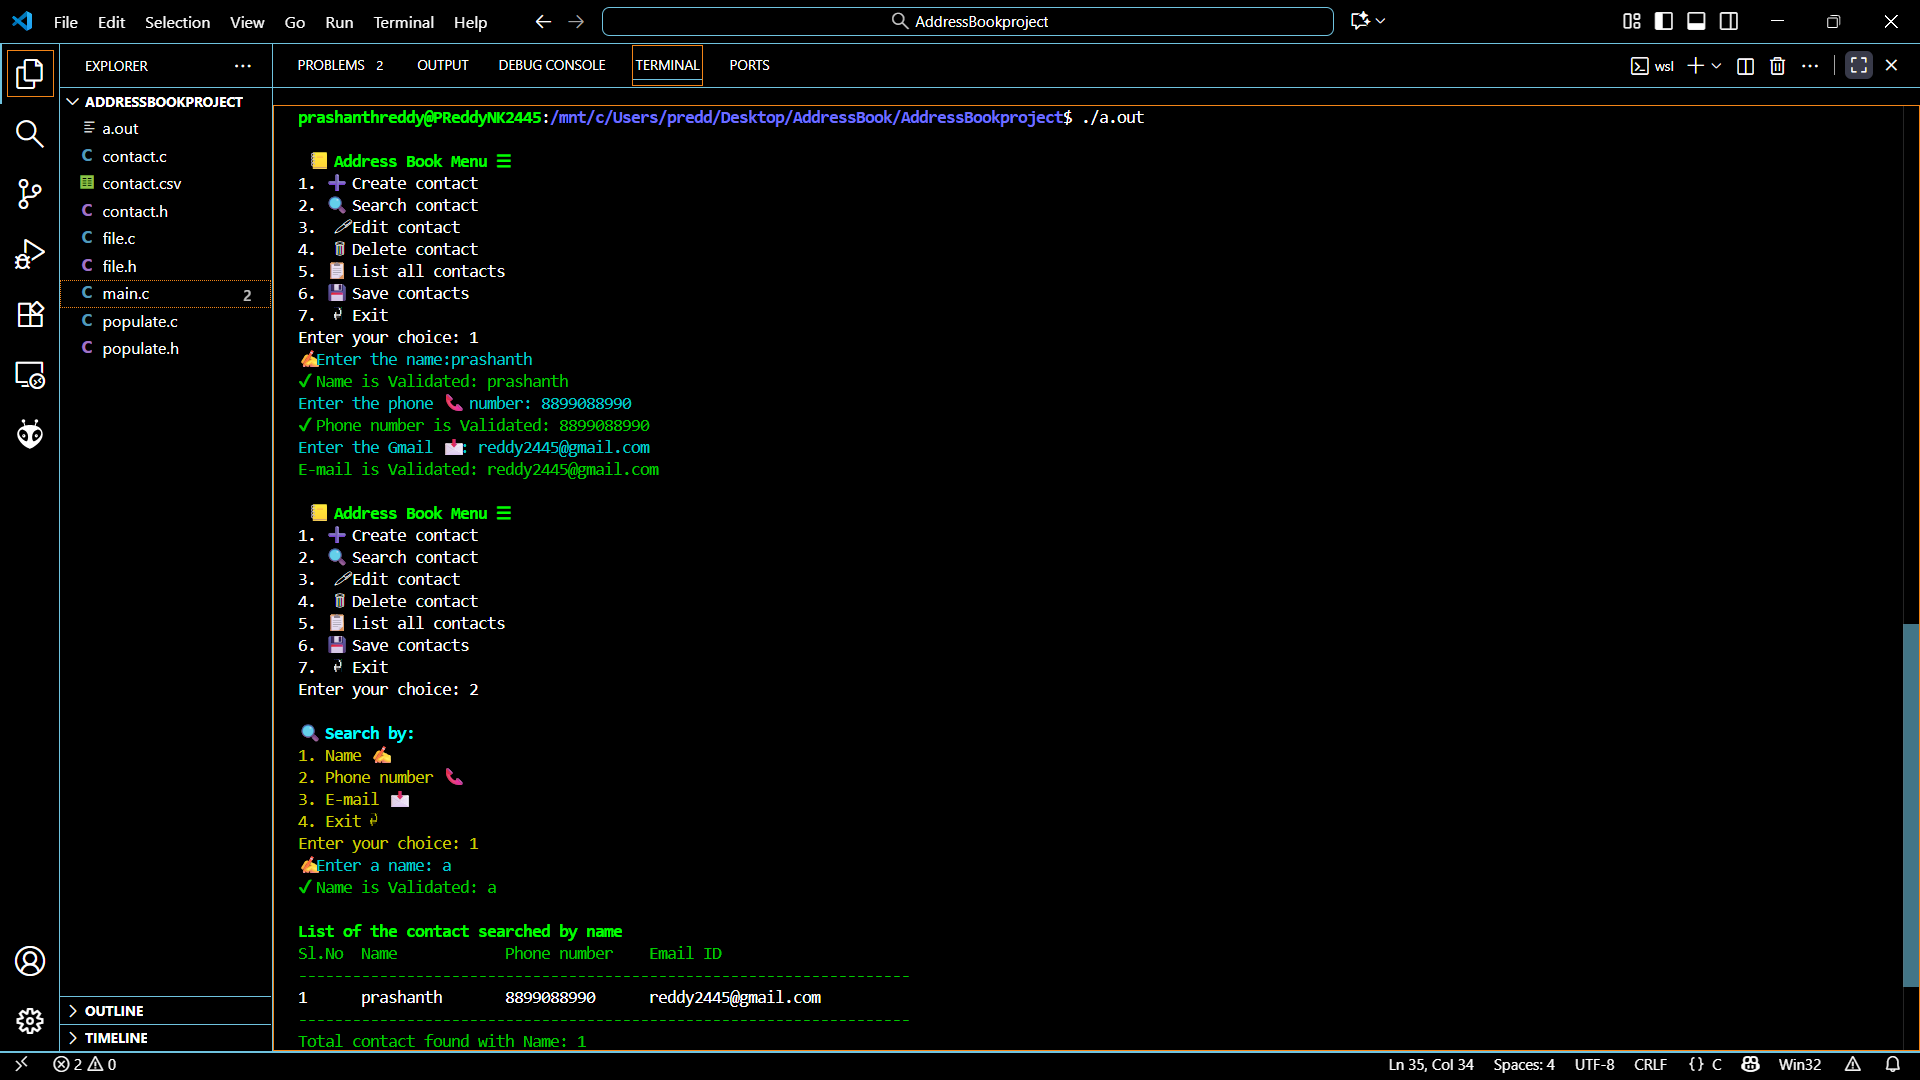 File Edit Selection View Go Run Terminal Help
AddressBookproject
EXPLORER
PROBLEMS 2 OUTPUT DEBUG CONSOLE TERMINAL PORTS
wsl
ADDRESSBOOKPROJECT
a.out
C contact.c
contact.csv
C contact.h
C file.c
C file.h
C main.c 2
C populate.c
C populate.h
OUTLINE
TIMELINE
prashanthreddy@PReddyNK2445:/mnt/c/Users/predd/Desktop/AddressBook/AddressBookproject$ ./a.out
📒 Address Book Menu ☰
1. ➕ Create contact
2. 🔍 Search contact
3. 🖊Edit contact
4. 🗑 Delete contact
5. 📋 List all contacts
6. 💾 Save contacts
7. ⤶ Exit
Enter your choice: 1
✍Enter the name:prashanth
✓Name is Validated: prashanth
Enter the phone 📞 number: 8899088990
✓Phone number is Validated: 8899088990
Enter the Gmail 📩: reddy2445@gmail.com
E-mail is Validated: reddy2445@gmail.com
📒 Address Book Menu ☰
1. ➕ Create contact
2. 🔍 Search contact
3. 🖊Edit contact
4. 🗑 Delete contact
5. 📋 List all contacts
6. 💾 Save contacts
7. ⤶ Exit
Enter your choice: 2
🔍 Search by:
1. Name ✍
2. Phone number 📞
3. E-mail 📩
4. Exit ⤶
Enter your choice: 1
✍Enter a name: a
✓Name is Validated: a
List of the contact searched by name
Sl.No Name Phone number Email ID
--------------------------------------------------------------------
1 prashanth 8899088990 reddy2445@gmail.com
--------------------------------------------------------------------
Total contact found with Name: 1
2 0
Ln 35, Col 34 Spaces: 4 UTF-8 CRLF {} C Win32